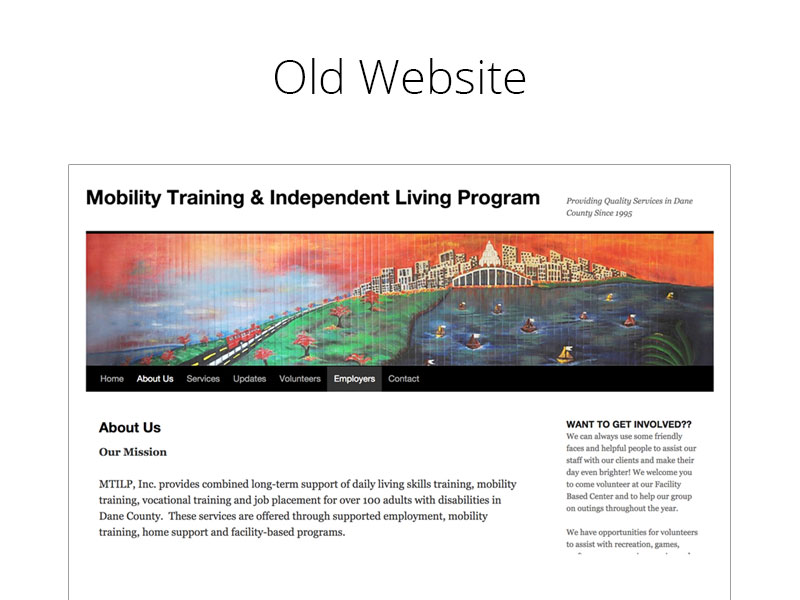 Old Website
Mobility Training & Independent Living Program
Providing Quality Services in Dane
County Since 1995
Home About Us Services Updates Volunteers Employers Contact
About Us
Our Mission
MTILP, Inc. provides combined long-term support of daily living skills training, mobility
training, vocational training and job placement for over 100 adults with disabilities in
Dane County. These services are offered through supported employment, mobility
training, home support and facility-based programs.
WANT TO GET INVOLVED??
We can always use some friendly
faces and helpful people to assist our
staff with our clients and make their
day even brighter! We welcome you
to come volunteer at our Facility
Based Center and to help our group
on outings throughout the year.
We have opportunities for volunteers
to assist with recreation, games,